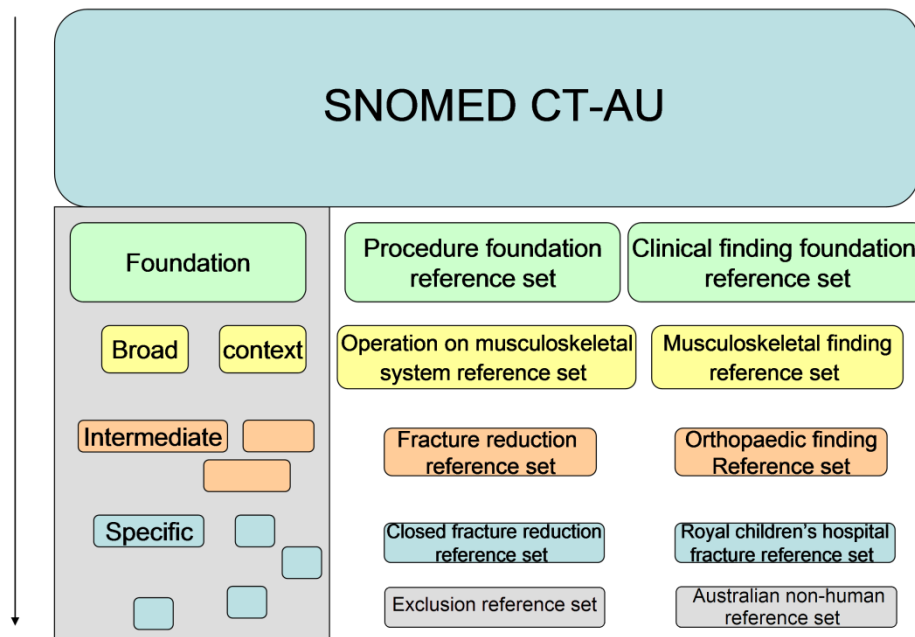 SNOMED CT-AU
Foundation
Procedure foundation
reference set
Clinical finding foundation
reference set
Broad
context
Operation on musculoskeletal
system reference set
Musculoskeletal finding
reference set
Intermediate
Fracture reduction
reference set
Orthopaedic finding
Reference set
Specific
Closed fracture reduction
reference set
Royal children's hospital
fracture reference set
Exclusion reference set
Australian non-human
reference set